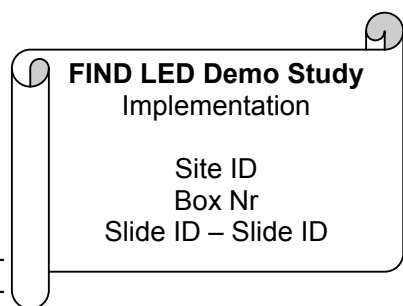 FIND LED Demo Study
Implementation
Site ID
Box Nr
Slide ID – Slide ID